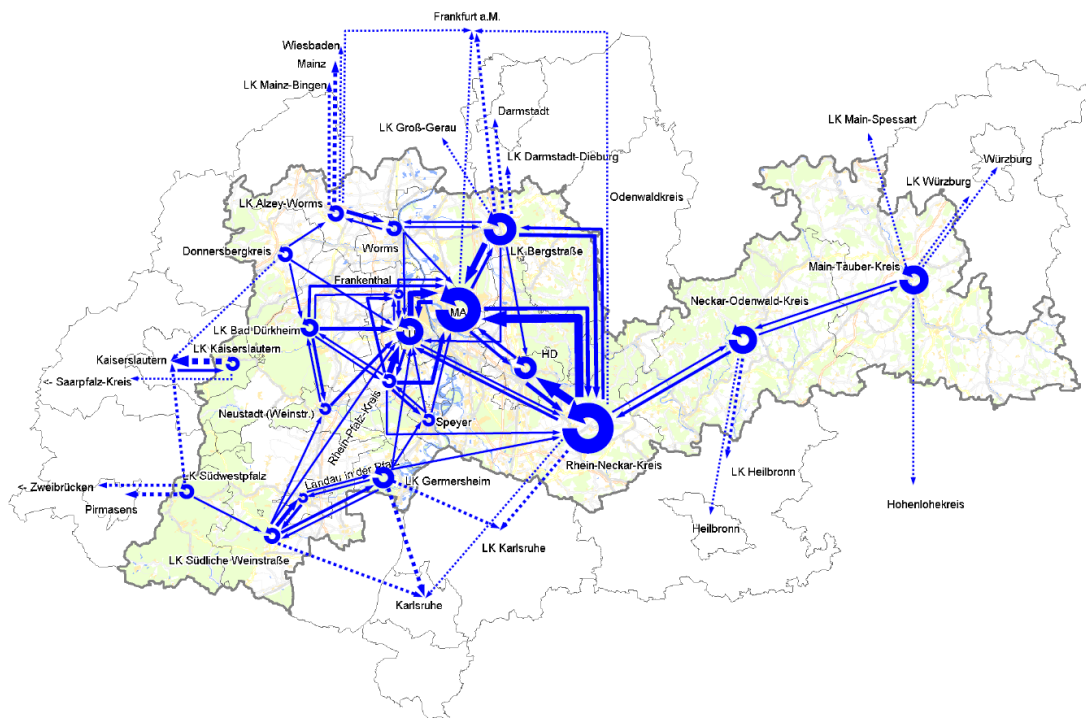 Frankfurt a.M.
Wiesbaden
Mainz
LK Mainz-Bingen
Darmstadt
LK Groß-Gerau
LK Main-Spessart
LK Darmstadt-Dieburg
Würzburg
LK Würzburg
Odenwaldkreis
LK Alzey-Worms
Worms
Donnersbergkreis
LK Bergstraße
Main-Tauber-Kreis
Frankenthal
Neckar-Odenwald-Kreis
MA
LK Bad Dürkheim
LU
LK Kaiserslautern
Kaiserslautern
HD
<- Saarpfalz-Kreis
Neustadt (Weinstr.)
Rhein-Pfalz-Kreis
Speyer
Rhein-Neckar-Kreis
LK Südwestpfalz
Landau in der Pfalz
LK Germersheim
<- Zweibrücken
LK Heilbronn
Pirmasens
Hohenlohekreis
Heilbronn
LK Karlsruhe
LK Südliche Weinstraße
Karlsruhe